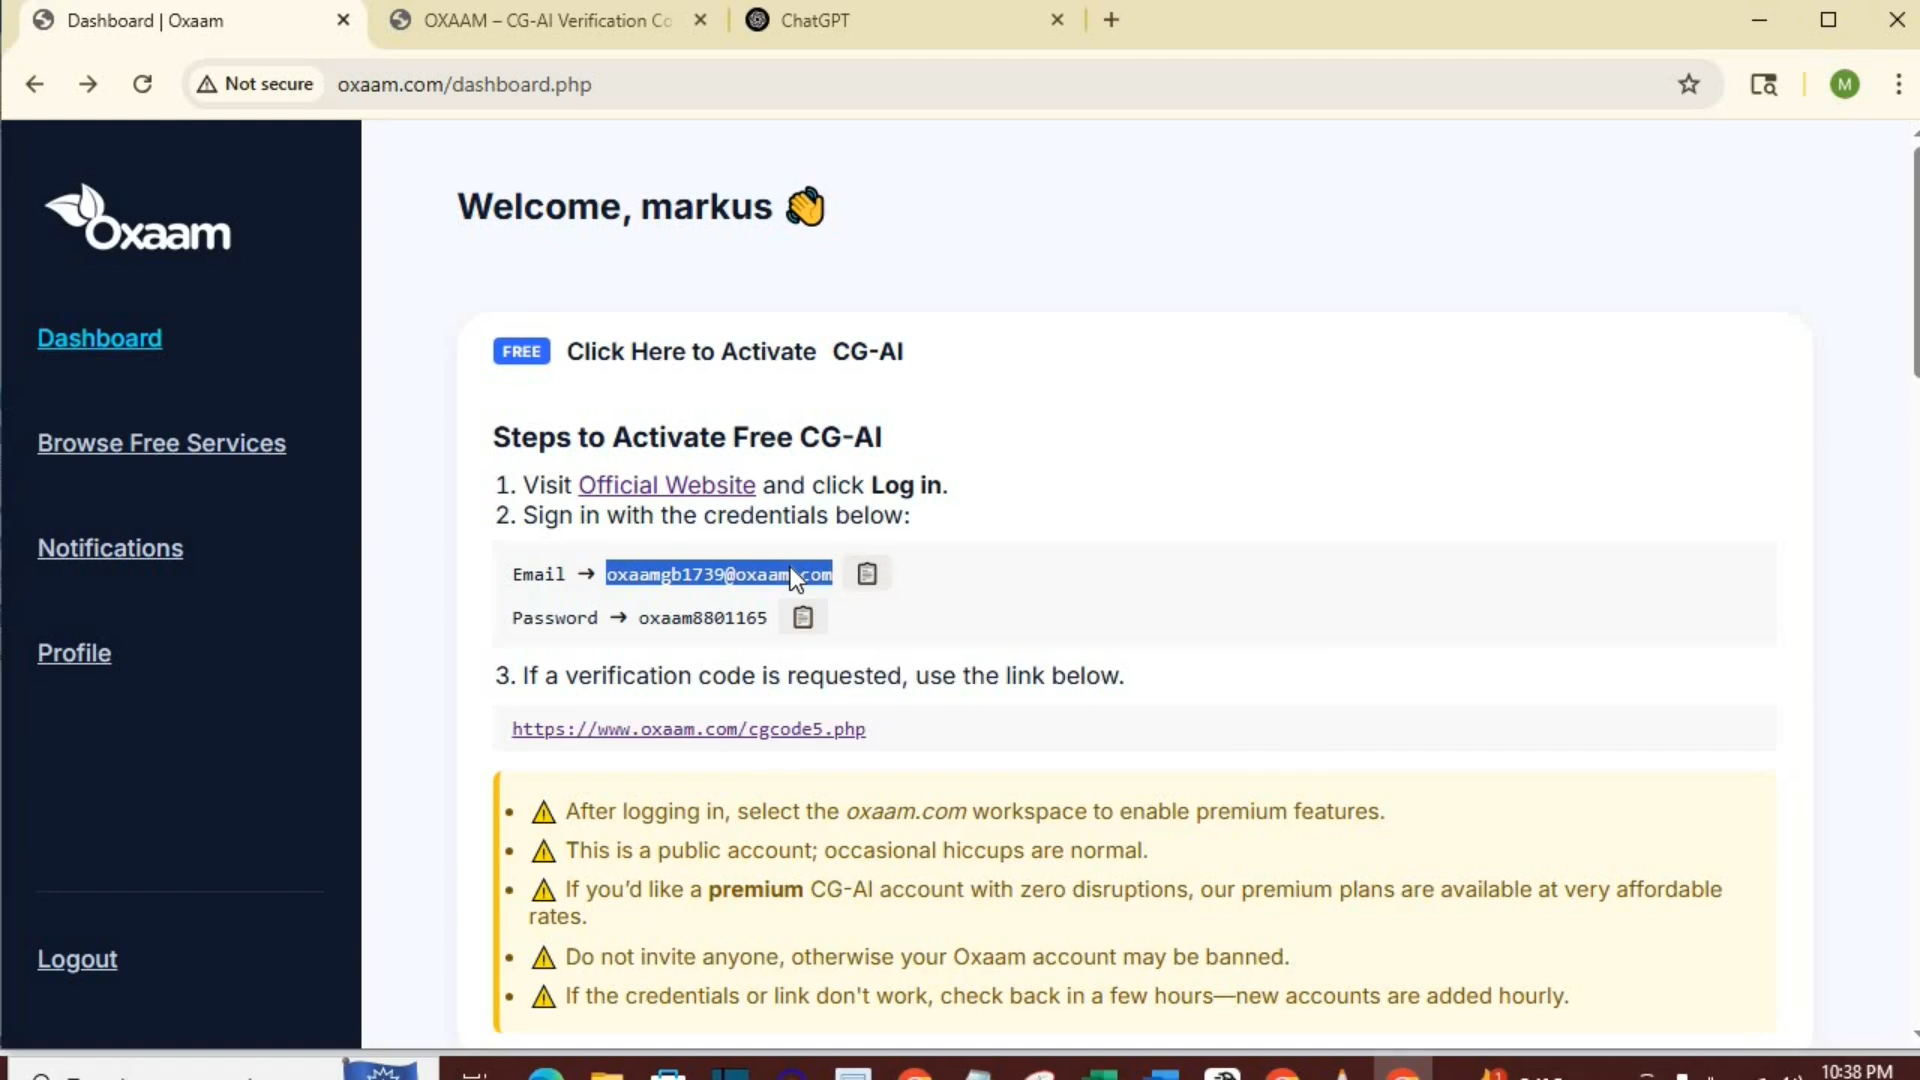 Dashboard | Oxaam
OXAAM – CG-AI Verification Co
ChatGPT
Not secure
oxaam.com/dashboard.php
M
Oxaam
Dashboard
Browse Free Services
Notifications
Profile
Logout
Welcome, markus 👋
FREE Click Here to Activate CG-AI
Steps to Activate Free CG-AI
1. Visit Official Website and click Log in.
2. Sign in with the credentials below:
Email → oxaamgb1739@oxaam.com
Password → oxaam8801165
3. If a verification code is requested, use the link below.
https://www.oxaam.com/cgcode5.php
• ⚠ After logging in, select the oxaam.com workspace to enable premium features.
• ⚠ This is a public account; occasional hiccups are normal.
• ⚠ If you’d like a premium CG-AI account with zero disruptions, our premium plans are available at very affordable
rates.
• ⚠ Do not invite anyone, otherwise your Oxaam account may be banned.
• ⚠ If the credentials or link don't work, check back in a few hours—new accounts are added hourly.
10:38 PM